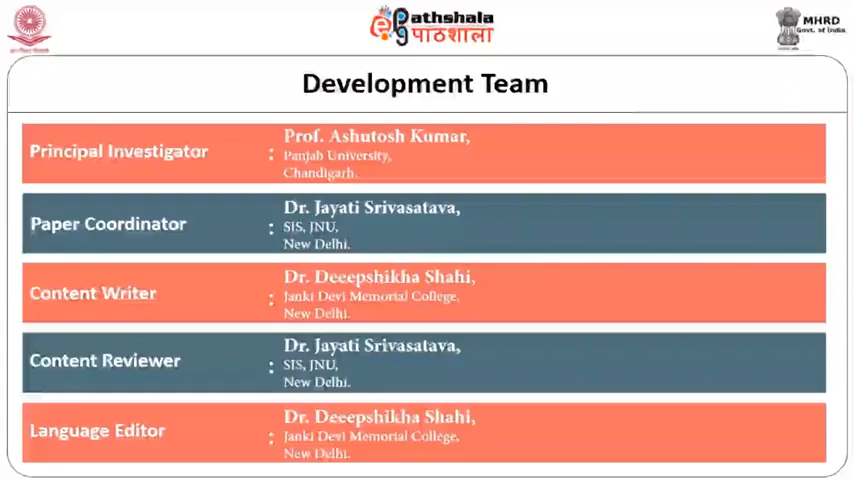 ePathshala
पाठशाला
MHRD
Govt. of India
Development Team
Principal Investigator : Prof. Ashutosh Kumar,
Panjab University,
Chandigarh.
Paper Coordinator : Dr. Jayati Srivasatava,
SIS, JNU,
New Delhi.
Content Writer : Dr. Deeepshikha Shahi,
Janki Devi Memorial College,
New Delhi.
Content Reviewer : Dr. Jayati Srivasatava,
SIS, JNU,
New Delhi.
Language Editor : Dr. Deeepshikha Shahi,
Janki Devi Memorial College,
New Delhi.